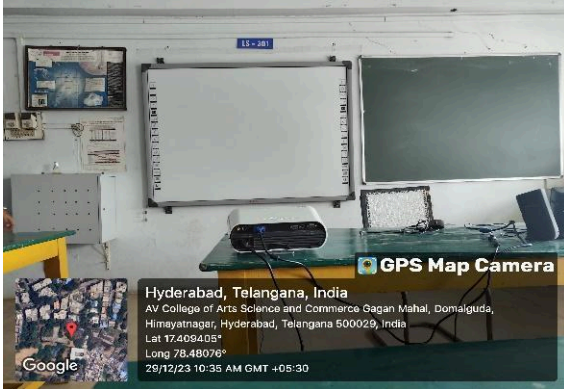 LS - 201
GPS Map Camera
Hyderabad, Telangana, India
AV College of Arts Science and Commerce Gagan Mahal, Domalguda,
Himayatnagar, Hyderabad, Telangana 500029, India
Lat 17.409405°
Long 78.48076°
29/12/23 10:35 AM GMT +05:30
Google